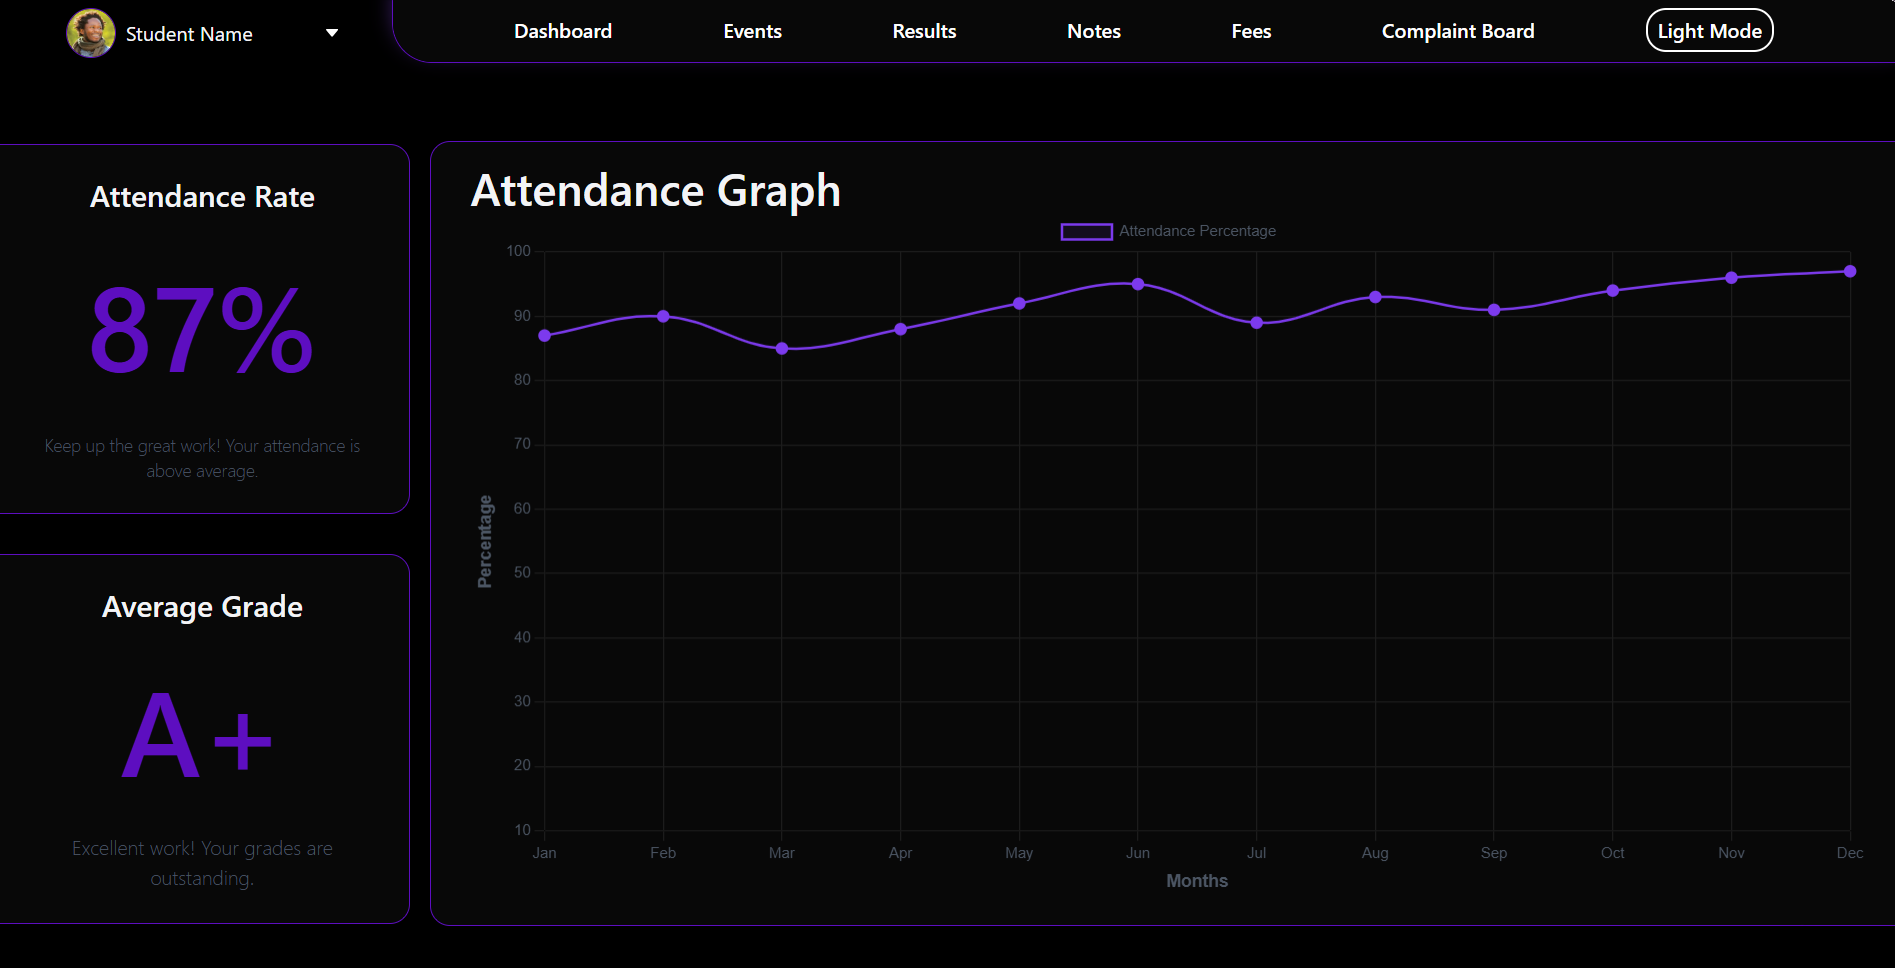 Student Name
Dashboard
Events
Results
Notes
Fees
Complaint Board
Light Mode
Attendance Rate
87%
Keep up the great work! Your attendance is
above average.
Average Grade
A+
Excellent work! Your grades are
outstanding.
Attendance Graph
Attendance Percentage
100
90
80
70
60
50
40
30
20
10
Percentage
Jan
Feb
Mar
Apr
May
Jun
Jul
Aug
Sep
Oct
Nov
Dec
Months